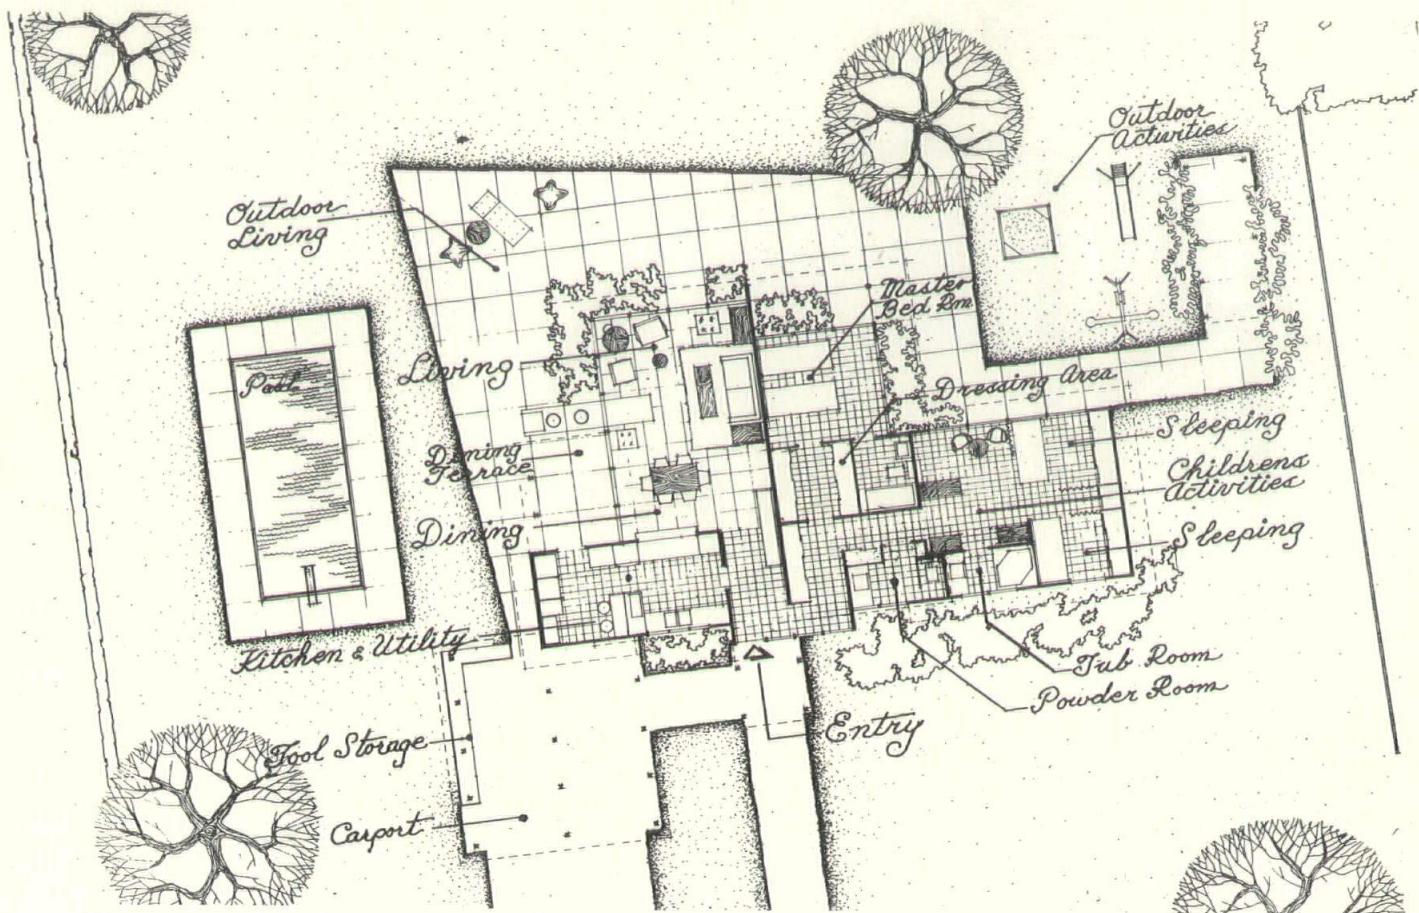 Outdoor
Activities
Outdoor
Living
Master
Bed Rm
Pool
Living
Dressing Area
Sleeping
Dining
Terrace
Childrens
Activities
Dining
Sleeping
Kitchen & Utility
Tub Room
Powder Room
Entry
Tool Storage
Carport